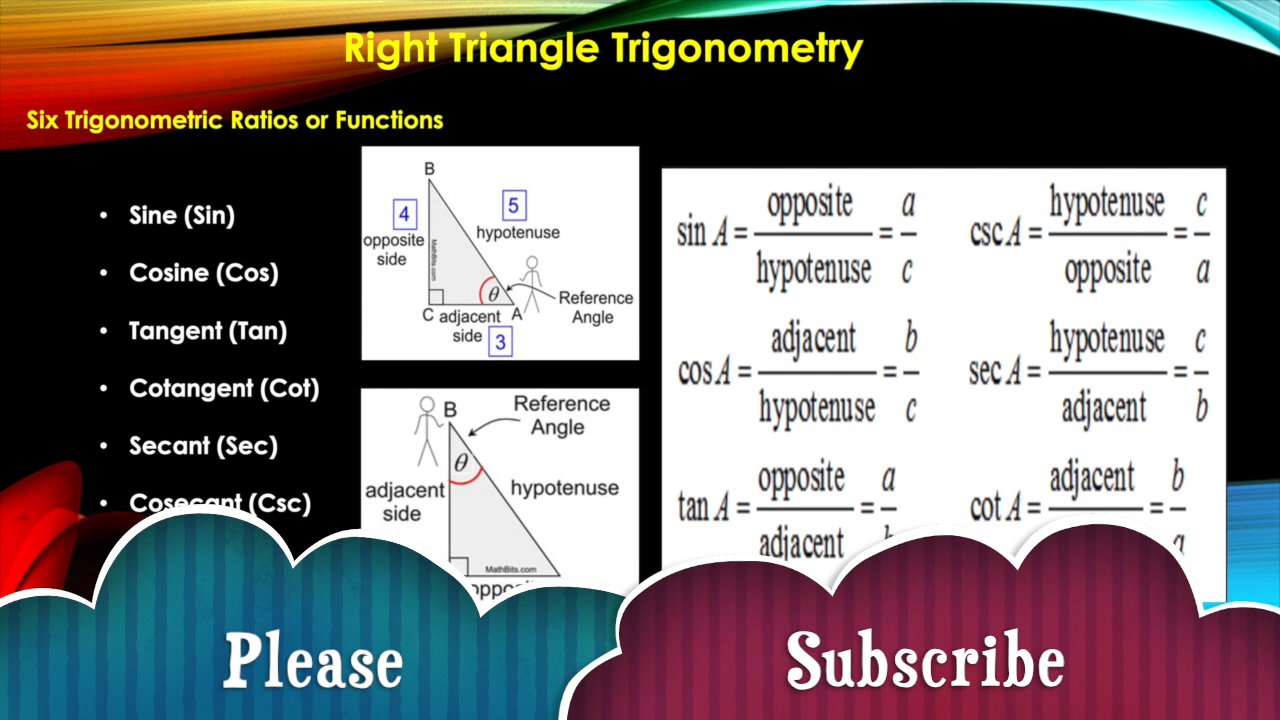 Right Triangle Trigonometry
Six Trigonometric Ratios or Functions
• Sine (Sin)
• Cosine (Cos)
• Tangent (Tan)
• Cotangent (Cot)
• Secant (Sec)
• Cosecant (Csc)
B
4
5
opposite
side
hypotenuse
MathBits.com
θ
Reference
Angle
C adjacent A
side 3
B
Reference
Angle
θ
adjacent
side
hypotenuse
MathBits.com
sin A = opposite / hypotenuse = a / c
csc A = hypotenuse / opposite = c / a
cos A = adjacent / hypotenuse = b / c
sec A = hypotenuse / adjacent = c / b
tan A = opposite / adjacent = a /
cot A = adjacent / = b / a
Please
Subscribe